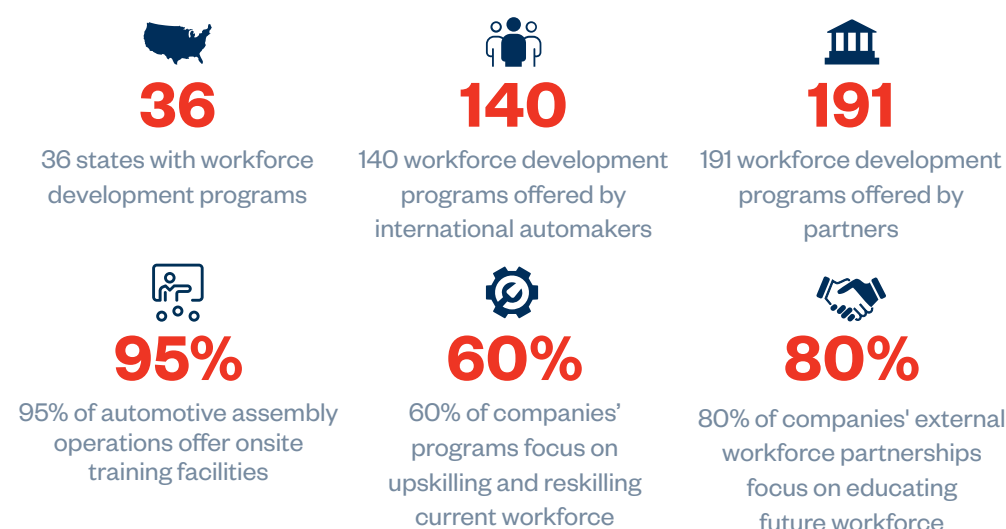 36
36 states with workforce
development programs
140
140 workforce development
programs offered by
international automakers
191
191 workforce development
programs offered by
partners
95%
95% of automotive assembly
operations offer onsite
training facilities
60%
60% of companies’
programs focus on
upskilling and reskilling
current workforce
80%
80% of companies' external
workforce partnerships
focus on educating
future workforce